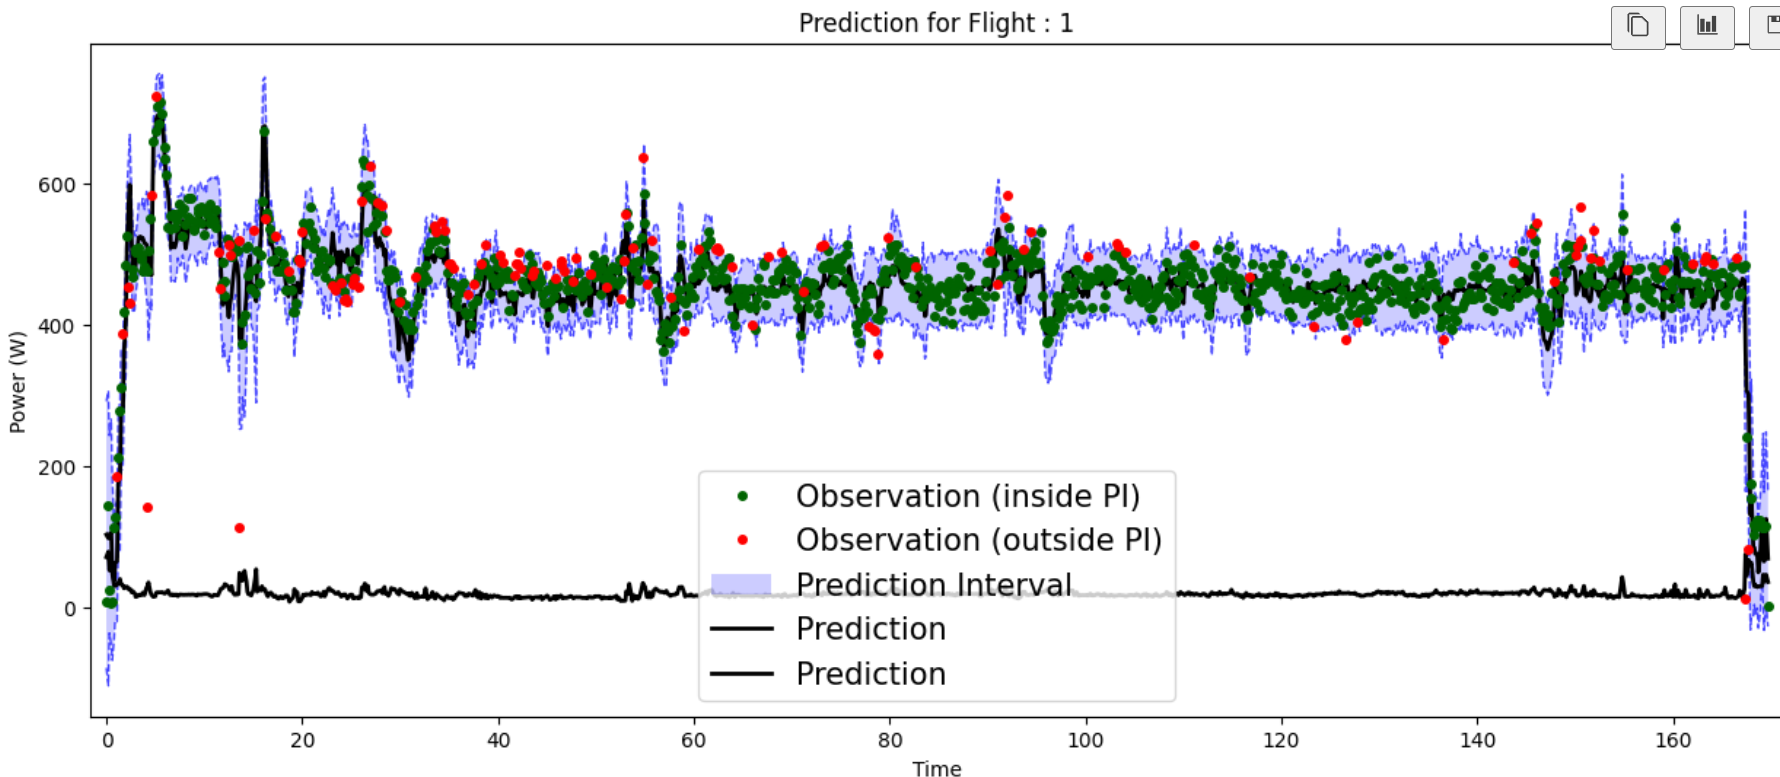 Prediction for Flight : 1
Power (W)
600
400
200
0
Observation (inside PI)
Observation (outside PI)
Prediction Interval
Prediction
Prediction
0 20 40 60 80 100 120 140 160
Time